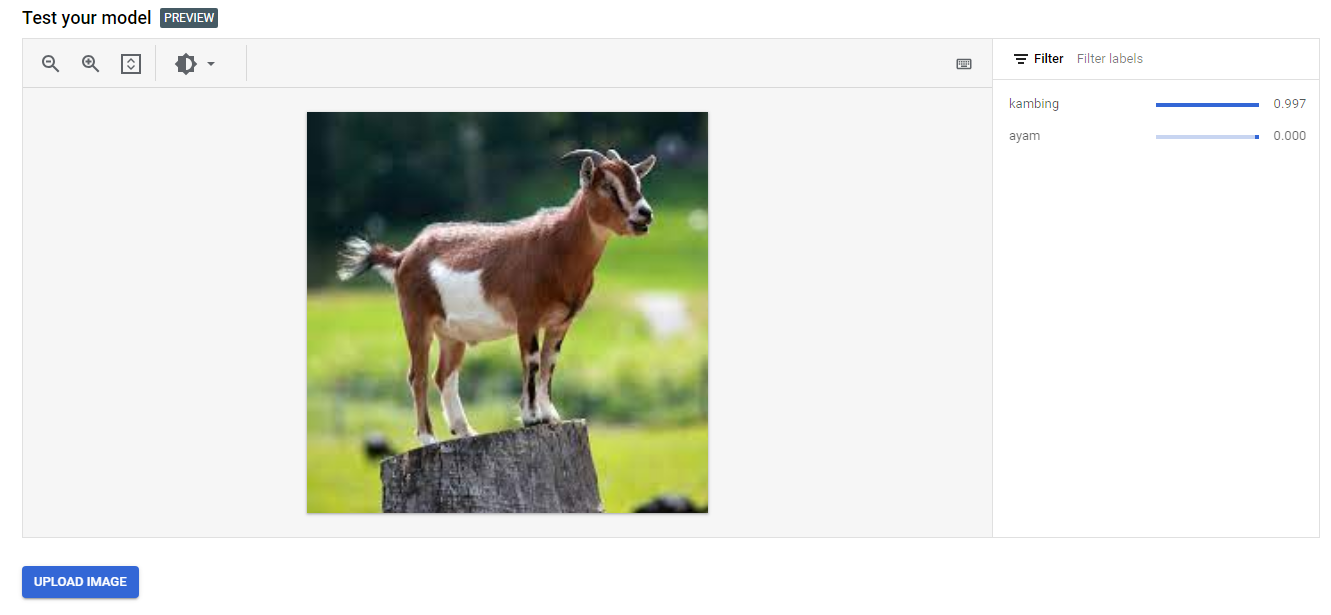 Test your model PREVIEW
Filter Filter labels
kambing 0.997
ayam 0.000
UPLOAD IMAGE